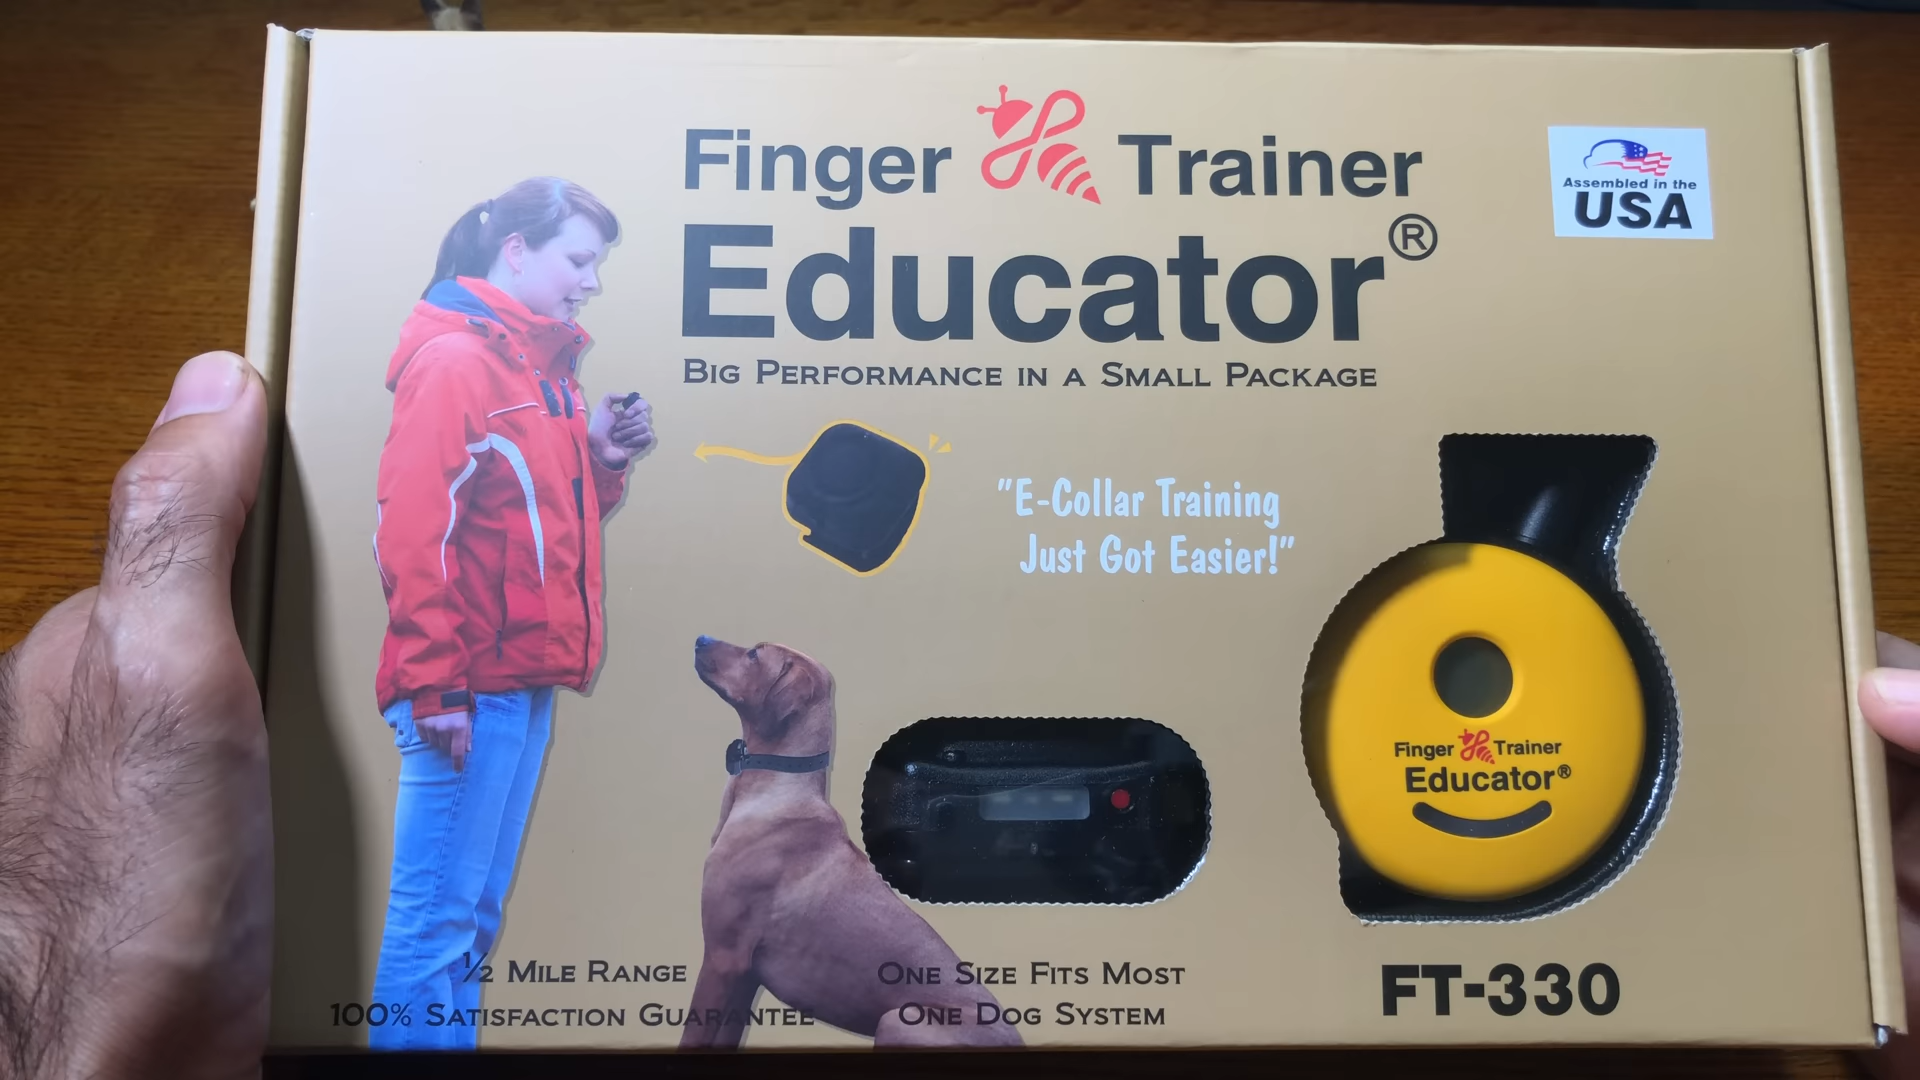 Finger Trainer
Educator®
BIG PERFORMANCE IN A SMALL PACKAGE
Assembled in the
USA
"E-Collar Training
Just Got Easier!"
Finger Trainer
Educator®
½ MILE RANGE
100% SATISFACTION GUARANTEE
ONE SIZE FITS MOST
ONE DOG SYSTEM
FT-330